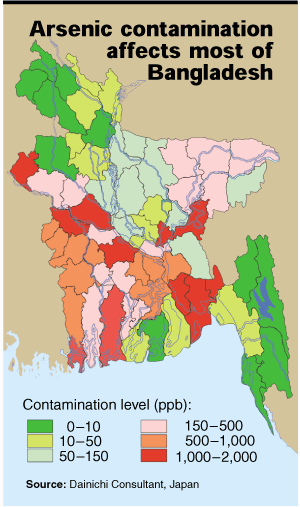 Arsenic contamination
affects most of
Bangladesh
Contamination level (ppb):
0–10
10–50
50–150
150–500
500–1,000
1,000–2,000
Source: Dainichi Consultant, Japan